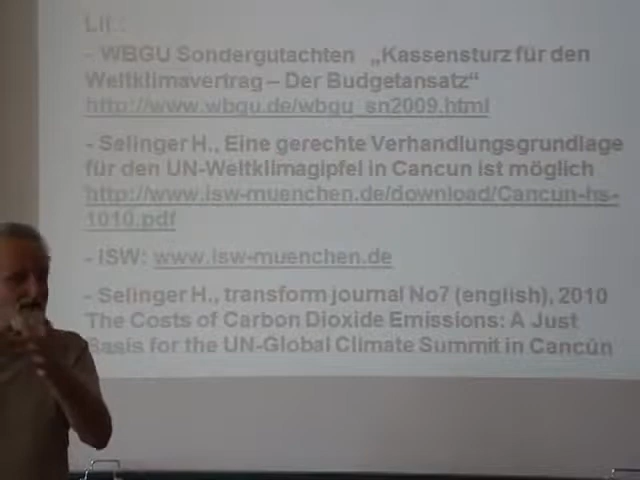 Lit.:
- WBGU Sondergutachten „Kassensturz für den
Weltklimavertrag – Der Budgetansatz“
http://www.wbgu.de/wbgu_sn2009.html
- Selinger H., Eine gerechte Verhandlungsgrundlage
für den UN-Weltklimagipfel in Cancun ist möglich
http://www.isw-muenchen.de/download/Cancun-hs-
1010.pdf
- ISW: www.isw-muenchen.de
- Selinger H., transform journal No7 (english), 2010
The Costs of Carbon Dioxide Emissions: A Just
Basis for the UN-Global Climate Summit in Cancún